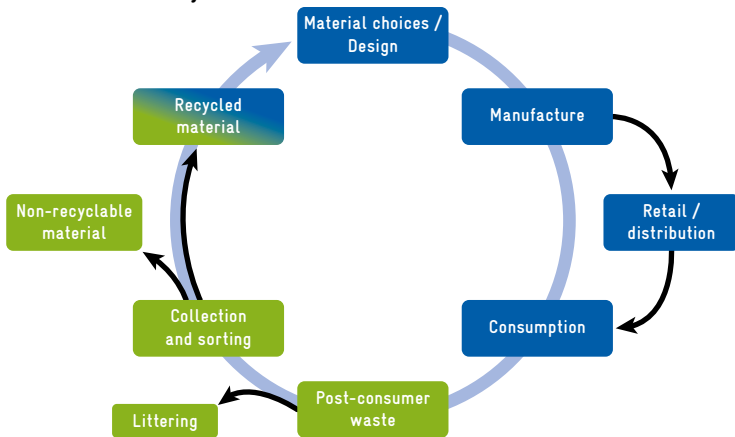 Material choices /
Design
Recycled
material
Manufacture
Non-recyclable
material
Retail /
distribution
Collection
and sorting
Consumption
Post-consumer
waste
Littering